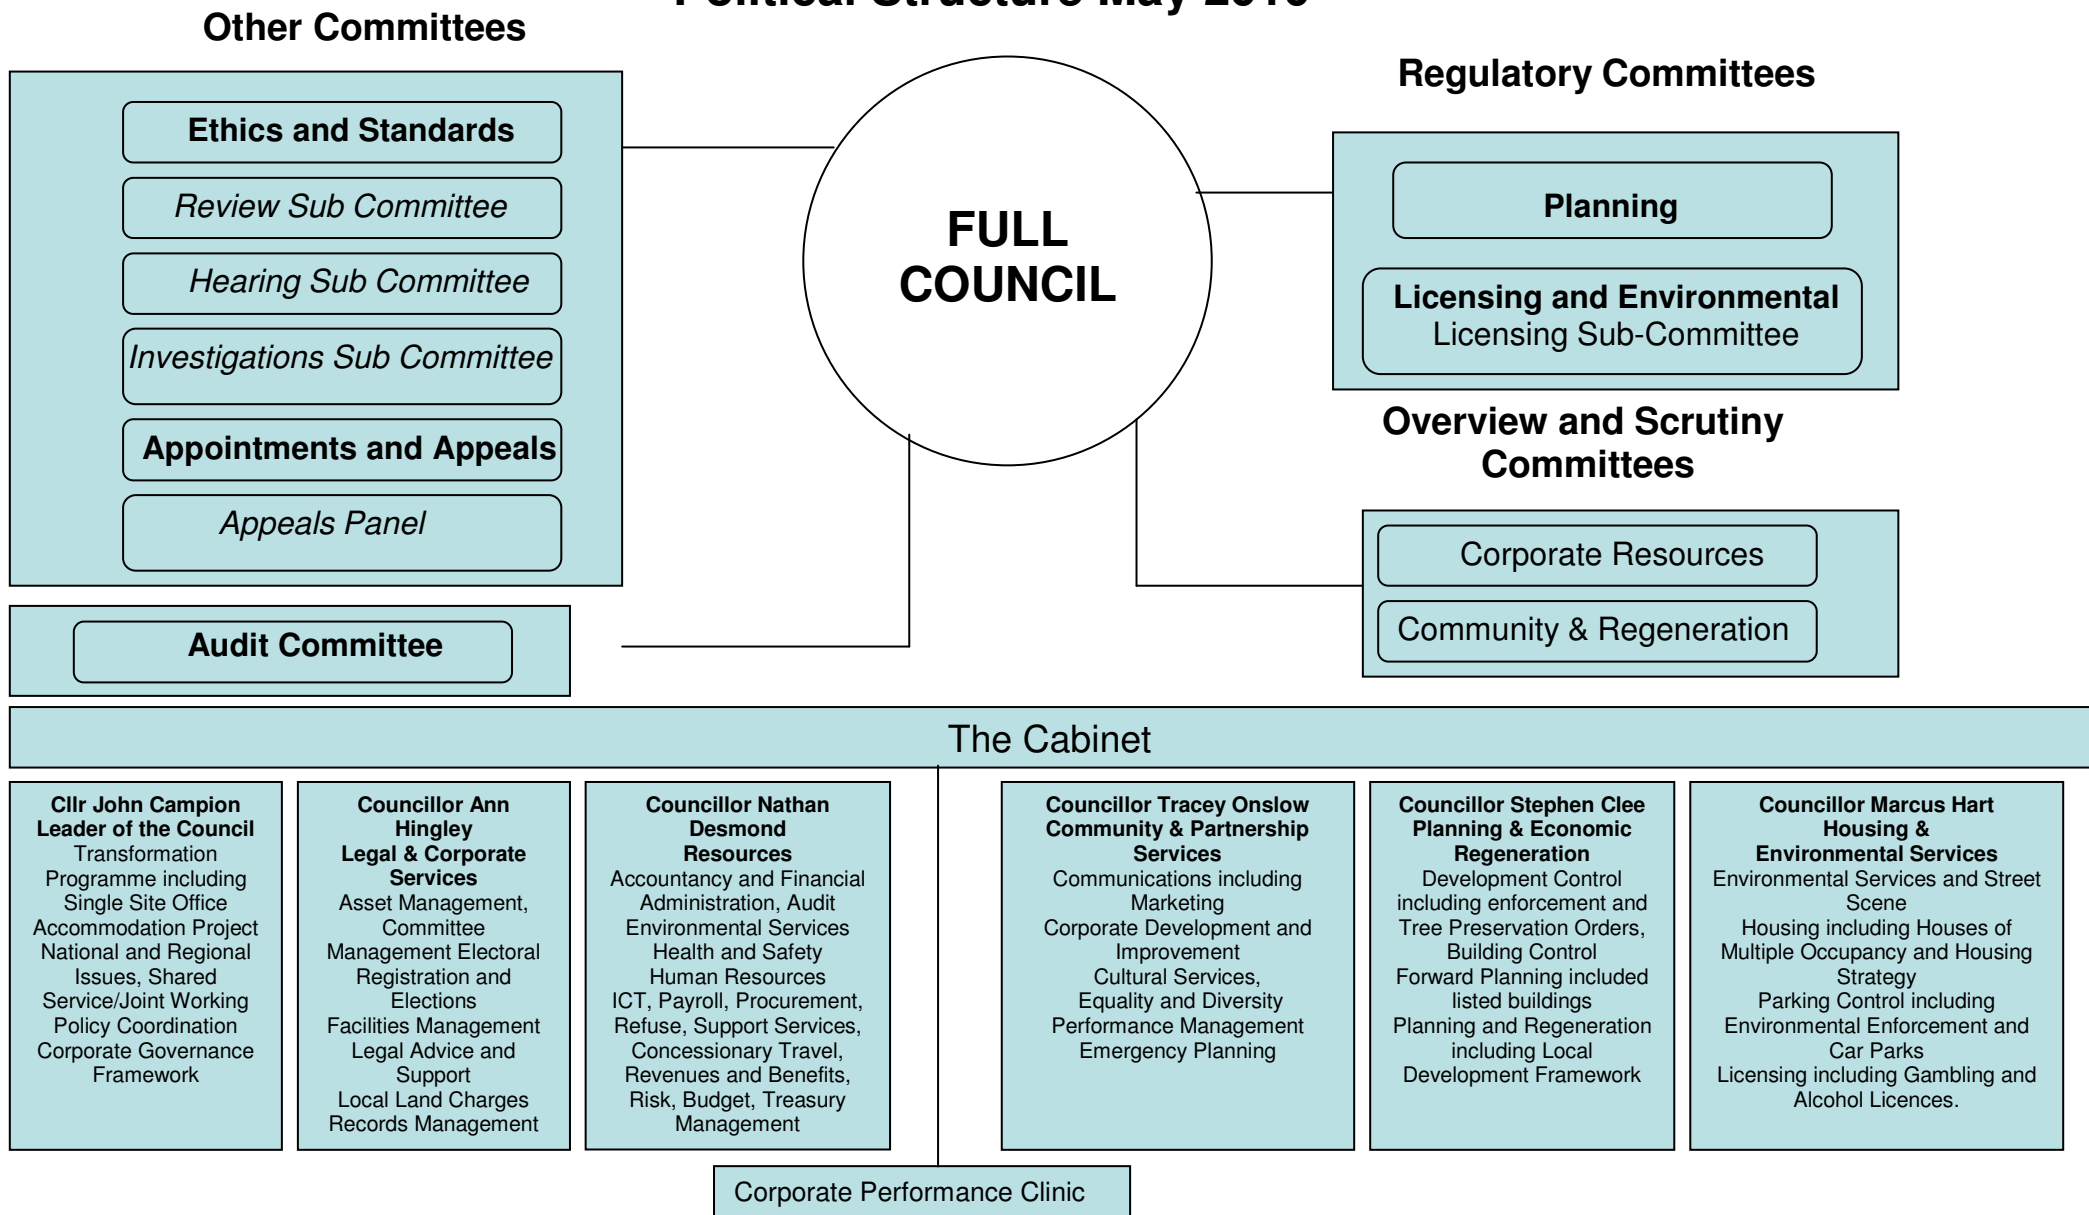 Political Structure May 2010
Other Committees
Ethics and Standards
Review Sub Committee
Hearing Sub Committee
Investigations Sub Committee
Appointments and Appeals
Appeals Panel
Audit Committee
FULL
COUNCIL
Regulatory Committees
Planning
Licensing and Environmental
Licensing Sub-Committee
Overview and Scrutiny
Committees
Corporate Resources
Community & Regeneration
The Cabinet
Cllr John Campion
Leader of the Council
Transformation
Programme including
Single Site Office
Accommodation Project
National and Regional
Issues, Shared
Service/Joint Working
Policy Coordination
Corporate Governance
Framework
Councillor Ann
Hingley
Legal & Corporate
Services
Asset Management,
Committee
Management Electoral
Registration and
Elections
Facilities Management
Legal Advice and
Support
Local Land Charges
Records Management
Councillor Nathan
Desmond
Resources
Accountancy and Financial
Administration, Audit
Environmental Services
Health and Safety
Human Resources
ICT, Payroll, Procurement,
Refuse, Support Services,
Concessionary Travel,
Revenues and Benefits,
Risk, Budget, Treasury
Management
Councillor Tracey Onslow
Community & Partnership
Services
Communications including
Marketing
Corporate Development and
Improvement
Cultural Services,
Equality and Diversity
Performance Management
Emergency Planning
Councillor Stephen Clee
Planning & Economic
Regeneration
Development Control
including enforcement and
Tree Preservation Orders,
Building Control
Forward Planning included
listed buildings
Planning and Regeneration
including Local
Development Framework
Councillor Marcus Hart
Housing &
Environmental Services
Environmental Services and Street
Scene
Housing including Houses of
Multiple Occupancy and Housing
Strategy
Parking Control including
Environmental Enforcement and
Car Parks
Licensing including Gambling and
Alcohol Licences.
Corporate Performance Clinic